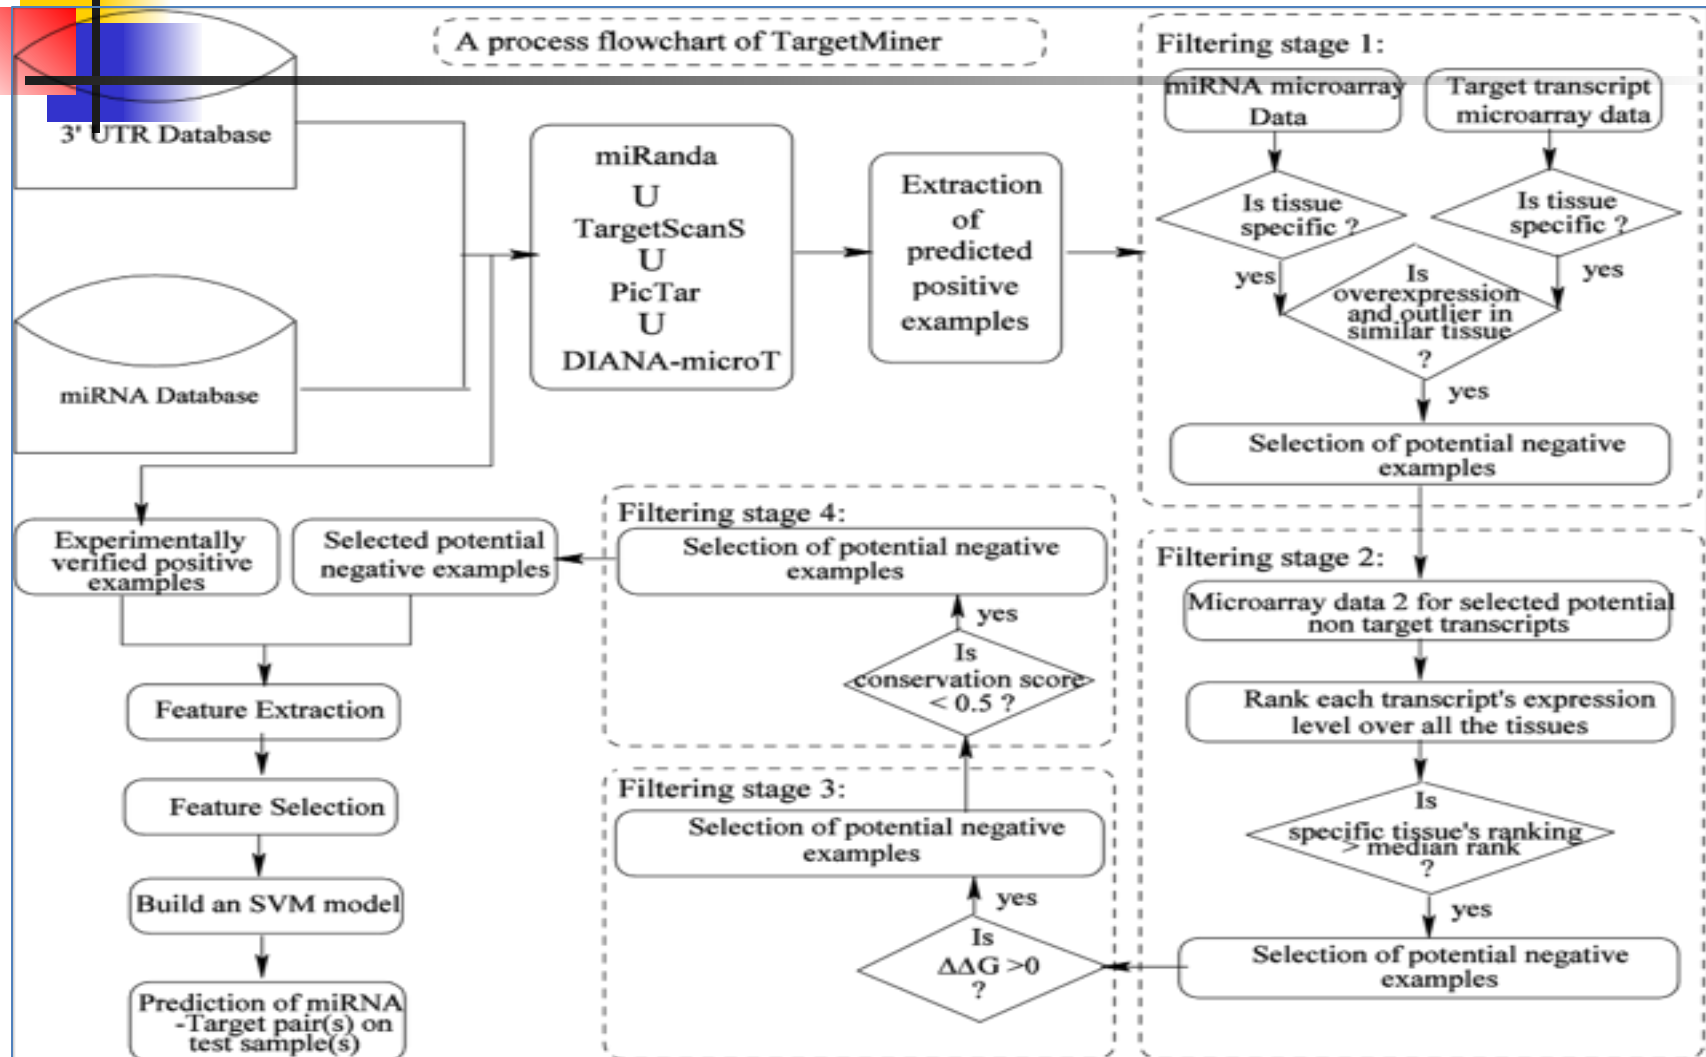 A process flowchart of TargetMiner
3' UTR Database
miRNA Database
miRanda
U
TargetScanS
U
PicTar
U
DIANA-microT
Extraction
of
predicted
positive
examples
Filtering stage 1:
miRNA microarray
Data
Target transcript
microarray data
Is tissue
specific ?
Is tissue
specific ?
yes
yes
Is
overexpression
and outlier in
similar tissue
?
yes
Selection of potential negative
examples
Filtering stage 2:
Microarray data 2 for selected potential
non target transcripts
Rank each transcript's expression
level over all the tissues
Is
specific tissue's ranking
> median rank
?
yes
Selection of potential negative
examples
Filtering stage 3:
Is
ΔΔG >0
?
yes
Selection of potential negative
examples
Filtering stage 4:
Is
conservation score
< 0.5 ?
yes
Selection of potential negative
examples
Selected potential
negative examples
Experimentally
verified positive
examples
Feature Extraction
Feature Selection
Build an SVM model
Prediction of miRNA
-Target pair(s) on
test sample(s)